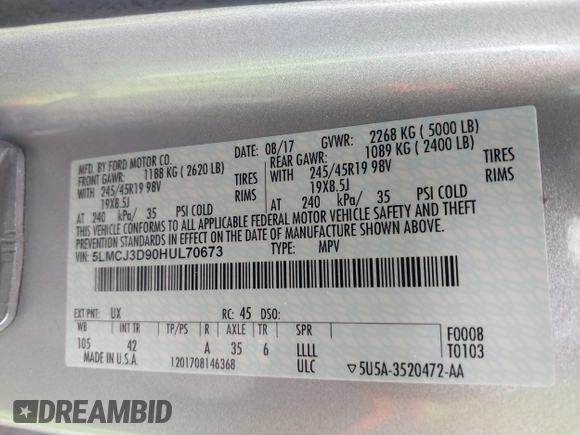 MFD. BY FORD MOTOR CO.
DATE: 08/17 GVWR: 2268 KG ( 5000 LB)
FRONT GAWR: 1188 KG ( 2620 LB) REAR GAWR: 1089 KG ( 2400 LB)
WITH 245/45R19 98V TIRES 245/45R19 98V TIRES
19X8.5J RIMS 19X8.5J RIMS
AT 240 kPa/ 35 PSI COLD AT 240 kPa/ 35 PSI COLD
THIS VEHICLE CONFORMS TO ALL APPLICABLE FEDERAL MOTOR VEHICLE SAFETY AND THEFT
PREVENTION STANDARDS IN EFFECT ON THE DATE OF MANUFACTURE SHOWN ABOVE.
VIN: 5LMCJ3D90HUL70673 TYPE: MPV
EXT PNT: UX RC: 45 DSO:
WB INT TR TP/PS R AXLE TR SPR F0008
105 42 A 35 6 LLLL T0103
MADE IN U.S.A. 1201708146368 ULC ▽5U5A-3520472-AA
DREAMBID